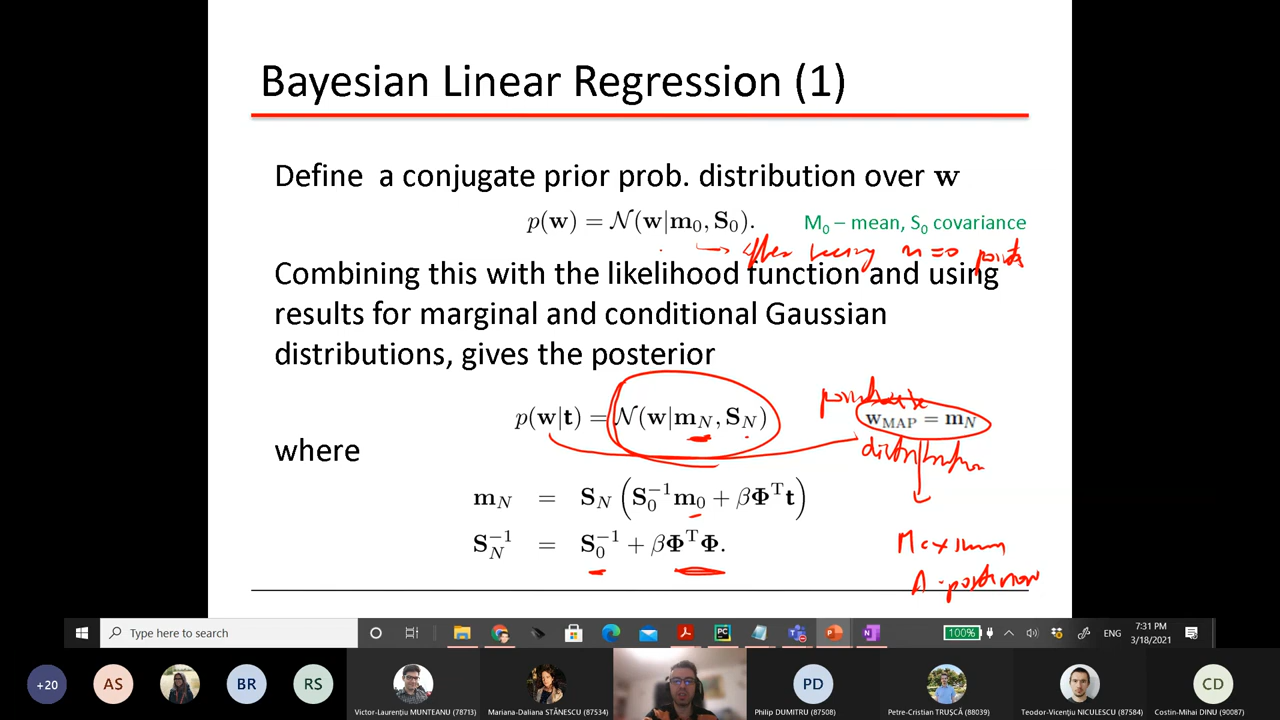 Bayesian Linear Regression (1)
Define a conjugate prior prob. distribution over w
p(w) = 𝒩(w|m₀, S₀).
M₀ – mean, S₀ covariance
after seeing n=0 points
Combining this with the likelihood function and using
results for marginal and conditional Gaussian
distributions, gives the posterior
p(w|t) = 𝒩(w|m_N, S_N)
w_MAP = m_N
distribution
where
m_N = S_N (S₀⁻¹m₀ + βΦᵀt)
S_N⁻¹ = S₀⁻¹ + βΦᵀΦ.
Maximum
A posteriori
Type here to search
100%
ENG
7:31 PM
3/18/2021
+20
AS
BR
RS
PD
CD
Victor-Laurențiu MUNTEANU (78713)
Mariana-Daliana STĂNESCU (87534)
Philip DUMITRU (87508)
Petre-Cristian TRUȘCĂ (88039)
Teodor-Vicențiu NICULESCU (87584)
Costin-Mihai DINU (90087)